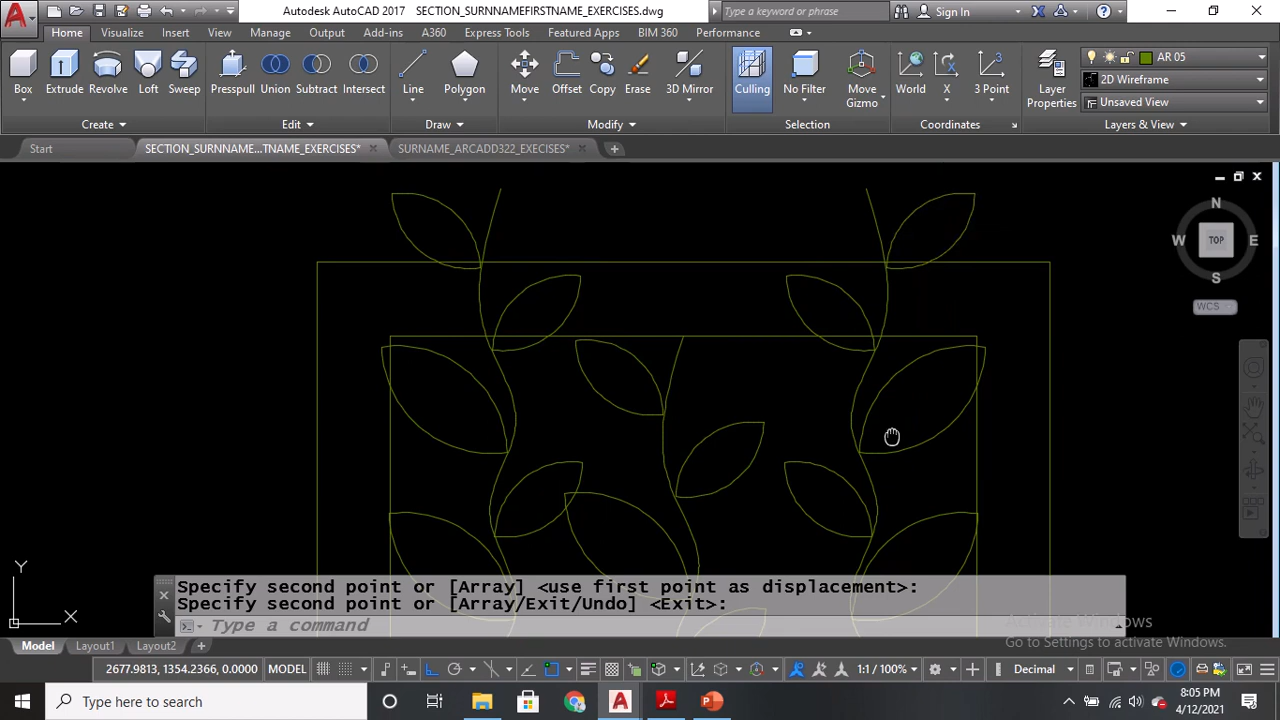 Autodesk AutoCAD 2017 SECTION_SURNNAMEFIRSTNAME_EXERCISES.dwg
Type a keyword or phrase
Sign In
Home Visualize Insert View Manage Output Add-ins A360 Express Tools Featured Apps BIM 360 Performance
Box Extrude Revolve Loft Sweep
Presspull Union Subtract Intersect
Line Polygon
Move Offset Copy Erase 3D Mirror
Culling No Filter Move Gizmo
World X 3 Point
Layer Properties
AR 05
2D Wireframe
Unsaved View
Create Edit Draw Modify Selection Coordinates Layers & View
Start SECTION_SURNNAME...TNAME_EXERCISES* SURNAME_ARCADD322_EXECISES*
N
W TOP E
S
WCS
Y
X
Specify second point or [Array] <use first point as displacement>:
Specify second point or [Array/Exit/Undo] <Exit>:
Type a command
Activate Windows
Go to Settings to activate Windows.
Model Layout1 Layout2
2677.9813, 1354.2366, 0.0000 MODEL 1:1 / 100% Decimal
Type here to search
8:05 PM
4/12/2021